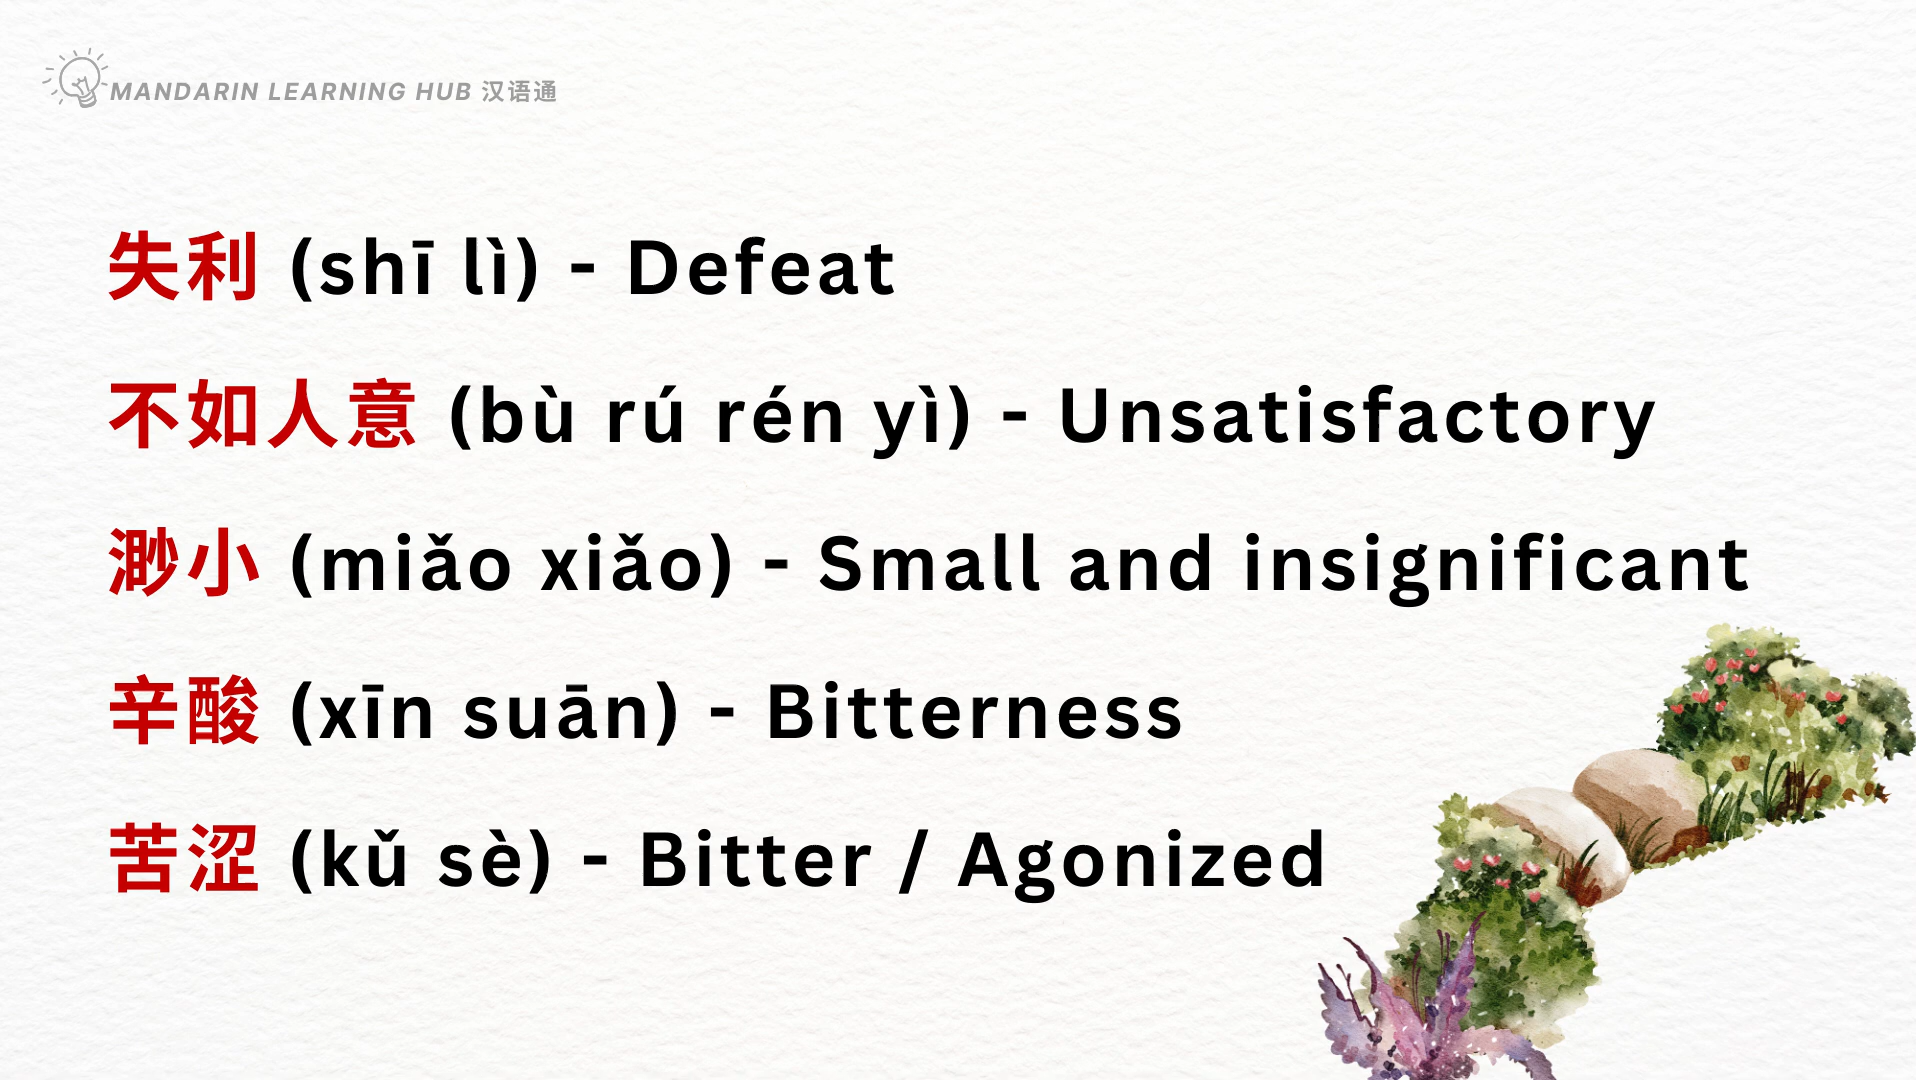 MANDARIN LEARNING HUB 汉语通
失利 (shī lì) - Defeat
不如人意 (bù rú rén yì) - Unsatisfactory
渺小 (miǎo xiǎo) - Small and insignificant
辛酸 (xīn suān) - Bitterness
苦涩 (kǔ sè) - Bitter / Agonized